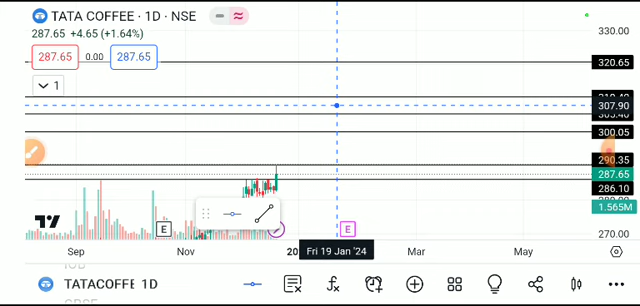 TATA COFFEE · 1D · NSE
287.65 +4.65 (+1.64%)
287.65 0.00 287.65
1
330.00
320.65
307.90
300.05
290.35
287.65
286.10
1.565M
270.00
E E
Sep Nov 20 Fri 19 Jan '24 Mar May
TATACOFFE 1D